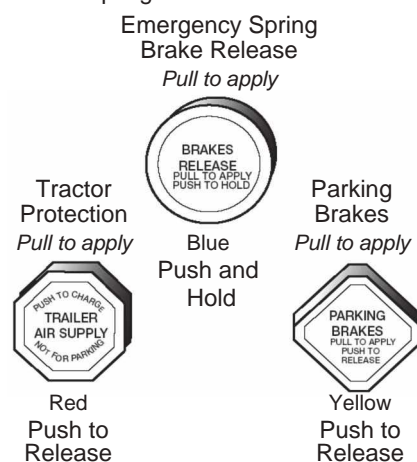 Emergency Spring
Brake Release
Pull to apply
BRAKES
RELEASE
PULL TO APPLY
PUSH TO HOLD
Blue
Push and
Hold
Tractor
Protection
Pull to apply
PUSH TO CHARGE
TRAILER
AIR SUPPLY
NOT FOR PARKING
Red
Push to
Release
Parking
Brakes
Pull to apply
PARKING
BRAKES
PULL TO APPLY
PUSH TO
RELEASE
Yellow
Push to
Release